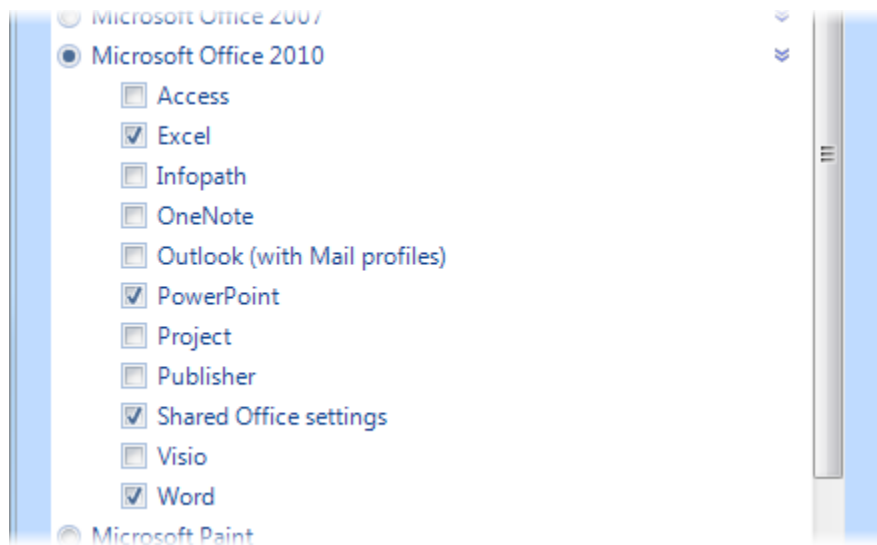 Microsoft Office 2007
Microsoft Office 2010
Access
Excel
Infopath
OneNote
Outlook (with Mail profiles)
PowerPoint
Project
Publisher
Shared Office settings
Visio
Word
Microsoft Paint